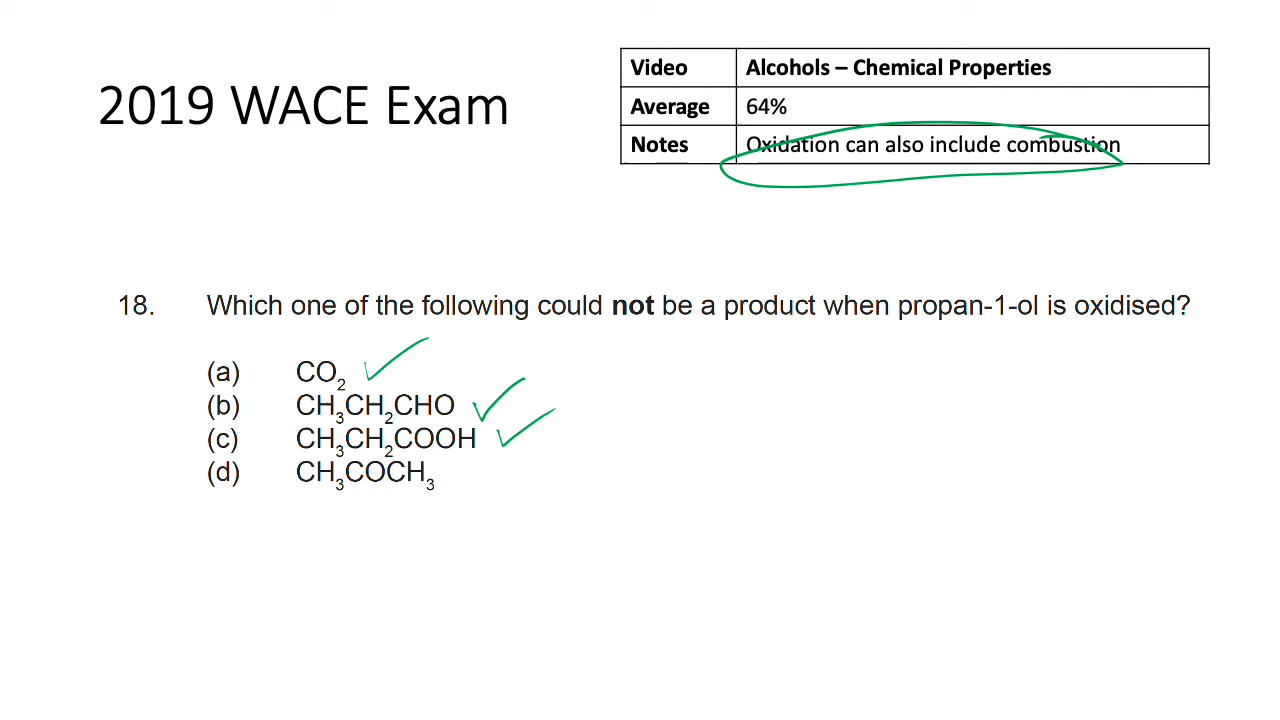 2019 WACE Exam
Video Alcohols – Chemical Properties
Average 64%
Notes Oxidation can also include combustion
18. Which one of the following could not be a product when propan-1-ol is oxidised?
(a) CO₂
(b) CH₃CH₂CHO
(c) CH₃CH₂COOH
(d) CH₃COCH₃